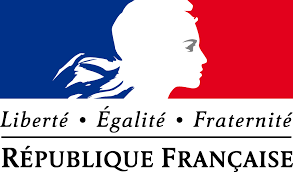 Liberté • Égalité • Fraternité
RÉPUBLIQUE FRANÇAISE